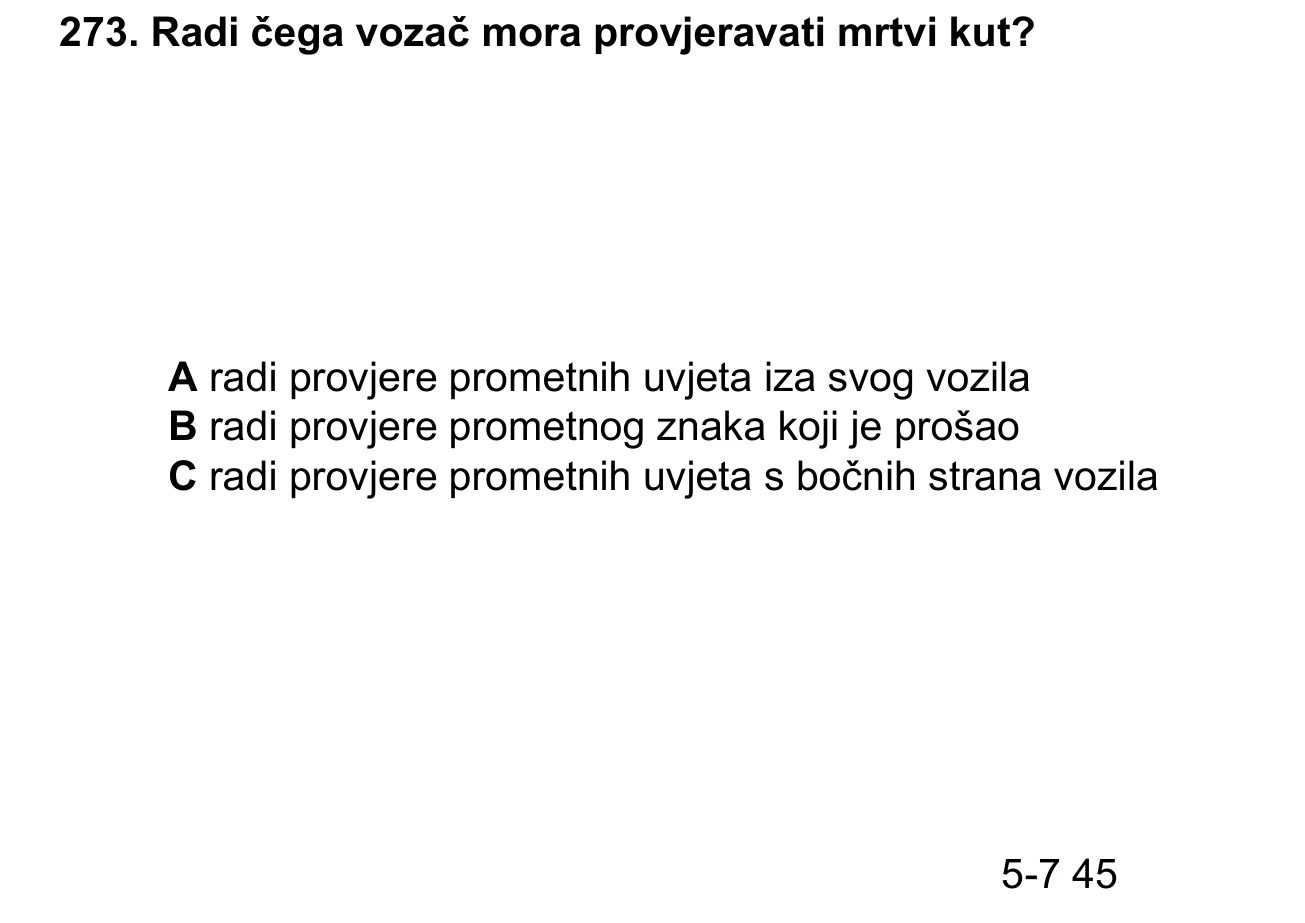 273. Radi čega vozač mora provjeravati mrtvi kut?
A radi provjere prometnih uvjeta iza svog vozila
B radi provjere prometnog znaka koji je prošao
C radi provjere prometnih uvjeta s bočnih strana vozila
5-7 45